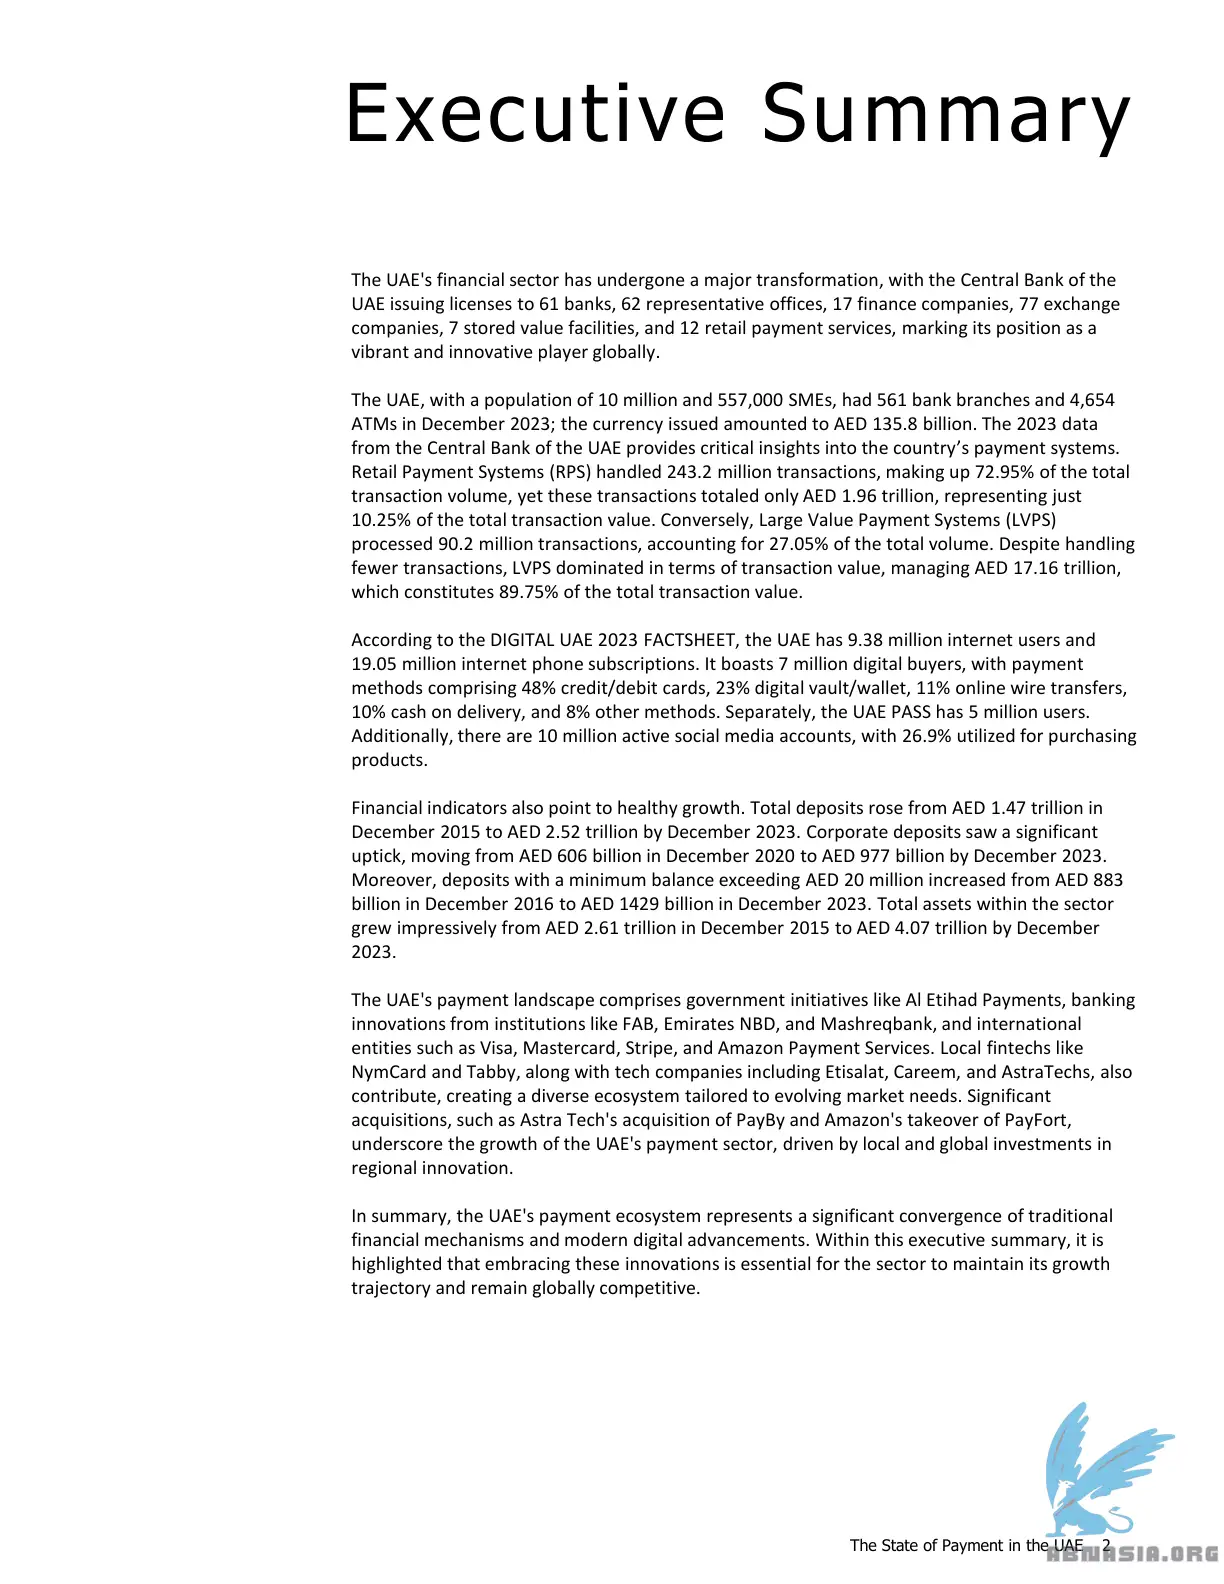 Executive Summary
The UAE's financial sector has undergone a major transformation, with the Central Bank of the
UAE issuing licenses to 61 banks, 62 representative offices, 17 finance companies, 77 exchange
companies, 7 stored value facilities, and 12 retail payment services, marking its position as a
vibrant and innovative player globally.
The UAE, with a population of 10 million and 557,000 SMEs, had 561 bank branches and 4,654
ATMs in December 2023; the currency issued amounted to AED 135.8 billion. The 2023 data
from the Central Bank of the UAE provides critical insights into the country’s payment systems.
Retail Payment Systems (RPS) handled 243.2 million transactions, making up 72.95% of the total
transaction volume, yet these transactions totaled only AED 1.96 trillion, representing just
10.25% of the total transaction value. Conversely, Large Value Payment Systems (LVPS)
processed 90.2 million transactions, accounting for 27.05% of the total volume. Despite handling
fewer transactions, LVPS dominated in terms of transaction value, managing AED 17.16 trillion,
which constitutes 89.75% of the total transaction value.
According to the DIGITAL UAE 2023 FACTSHEET, the UAE has 9.38 million internet users and
19.05 million internet phone subscriptions. It boasts 7 million digital buyers, with payment
methods comprising 48% credit/debit cards, 23% digital vault/wallet, 11% online wire transfers,
10% cash on delivery, and 8% other methods. Separately, the UAE PASS has 5 million users.
Additionally, there are 10 million active social media accounts, with 26.9% utilized for purchasing
products.
Financial indicators also point to healthy growth. Total deposits rose from AED 1.47 trillion in
December 2015 to AED 2.52 trillion by December 2023. Corporate deposits saw a significant
uptick, moving from AED 606 billion in December 2020 to AED 977 billion by December 2023.
Moreover, deposits with a minimum balance exceeding AED 20 million increased from AED 883
billion in December 2016 to AED 1429 billion in December 2023. Total assets within the sector
grew impressively from AED 2.61 trillion in December 2015 to AED 4.07 trillion by December
2023.
The UAE's payment landscape comprises government initiatives like Al Etihad Payments, banking
innovations from institutions like FAB, Emirates NBD, and Mashreqbank, and international
entities such as Visa, Mastercard, Stripe, and Amazon Payment Services. Local fintechs like
NymCard and Tabby, along with tech companies including Etisalat, Careem, and AstraTechs, also
contribute, creating a diverse ecosystem tailored to evolving market needs. Significant
acquisitions, such as Astra Tech's acquisition of PayBy and Amazon's takeover of PayFort,
underscore the growth of the UAE's payment sector, driven by local and global investments in
regional innovation.
In summary, the UAE's payment ecosystem represents a significant convergence of traditional
financial mechanisms and modern digital advancements. Within this executive summary, it is
highlighted that embracing these innovations is essential for the sector to maintain its growth
trajectory and remain globally competitive.
The State of Payment in the UAE 2
ABNASIA.ORG